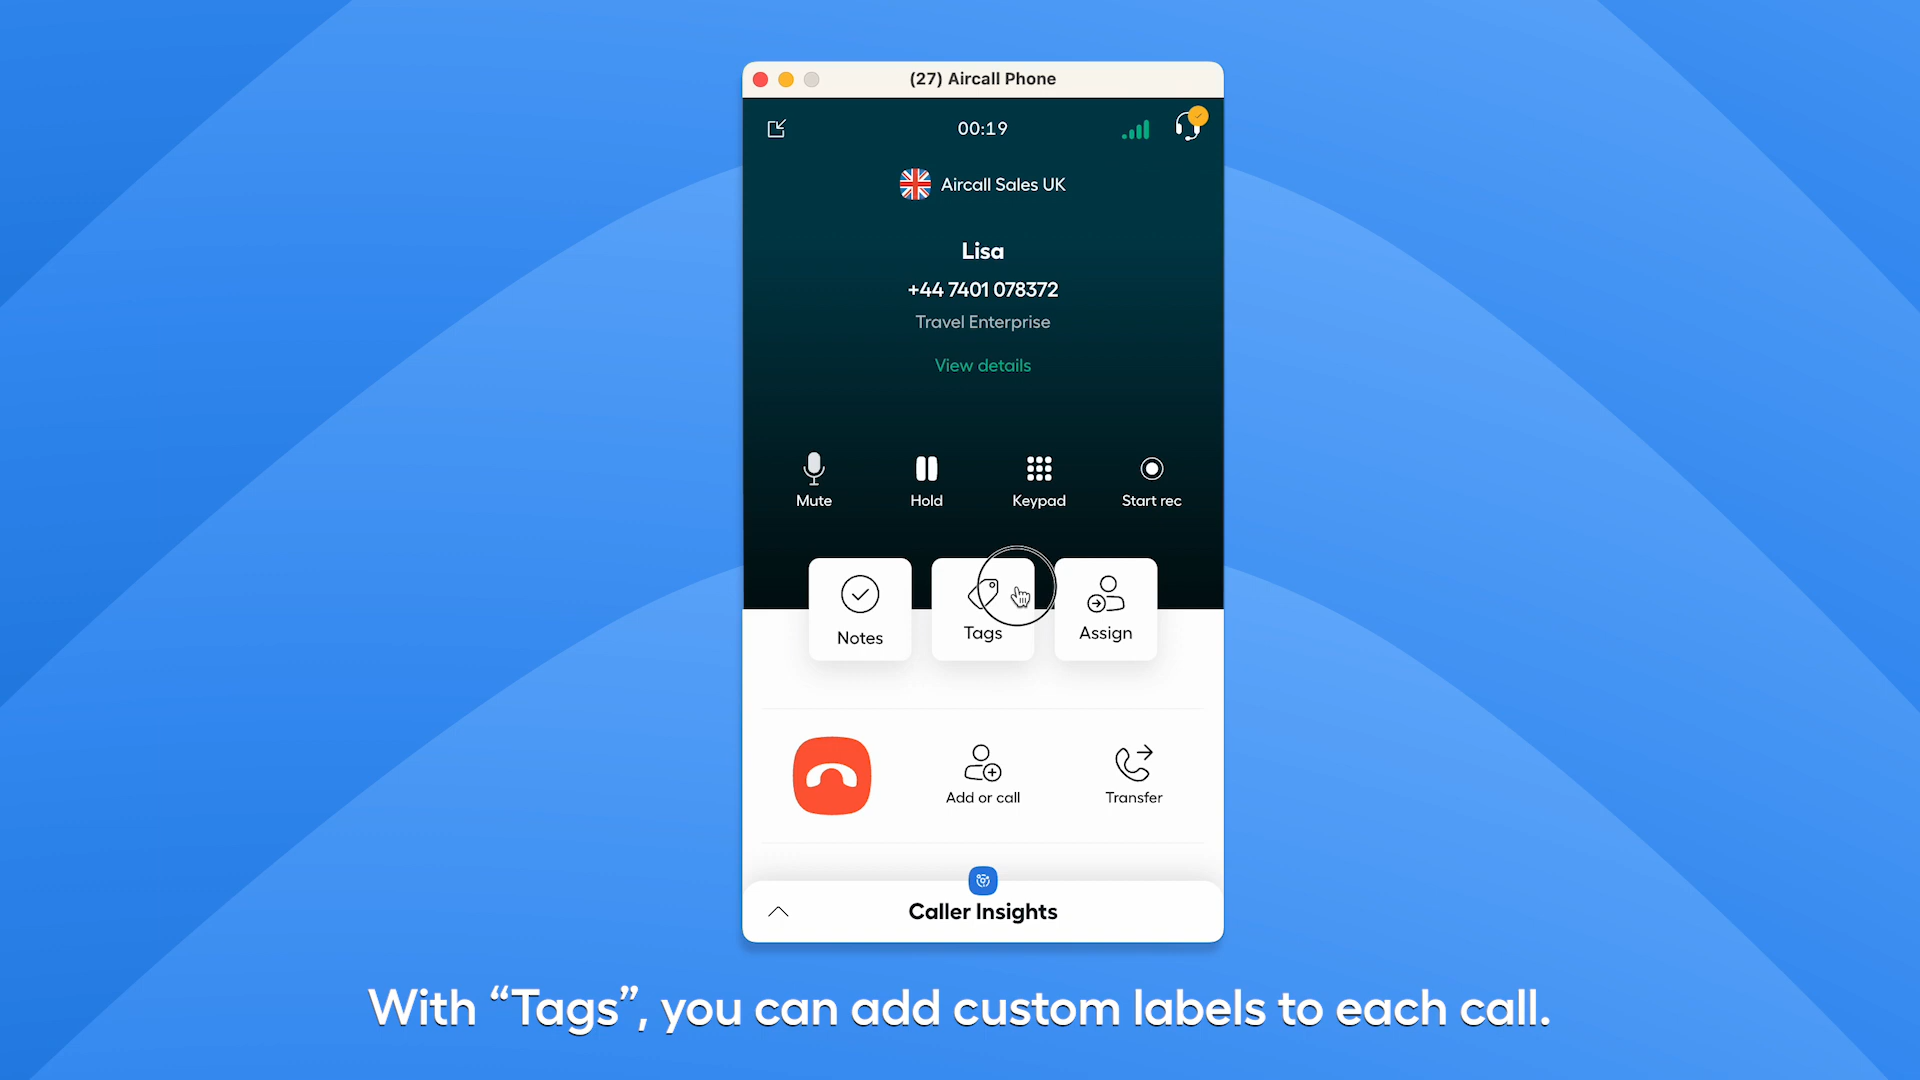 (27) Aircall Phone
00:19
Aircall Sales UK
Lisa
+44 7401 078372
Travel Enterprise
View details
Mute
Hold
Keypad
Start rec
Notes
Tags
Assign
Add or call
Transfer
Caller Insights
With “Tags”, you can add custom labels to each call.